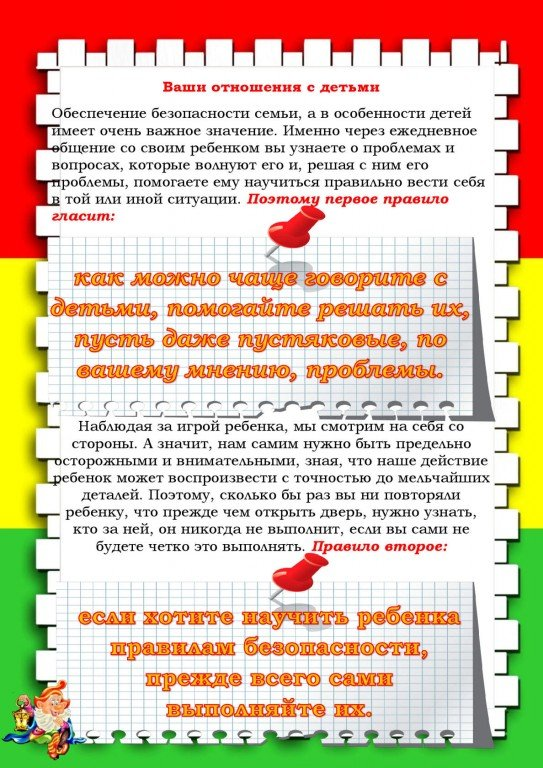 Ваши отношения с детьми
Обеспечение безопасности семьи, а в особенности детей
имеет очень важное значение. Именно через ежедневное
общение со своим ребенком вы узнаете о проблемах и
вопросах, которые волнуют его и, решая с ним его
проблемы, помогаете ему научиться правильно вести себя
в той или иной ситуации. Поэтому первое правило
гласит:
как можно чаще говорите с
детьми, помогайте решать их,
пусть даже пустяковые, по
вашему мнению, проблемы.
Наблюдая за игрой ребенка, мы смотрим на себя со
стороны. А значит, нам самим нужно быть предельно
осторожными и внимательными, зная, что наше действие
ребенок может воспроизвести с точностью до мельчайших
деталей. Поэтому, сколько бы раз вы ни повторяли
ребенку, что прежде чем открыть дверь, нужно узнать,
кто за ней, он никогда не выполнит, если вы сами не
будете четко это выполнять. Правило второе:
если хотите научить ребенка
правилам безопасности,
прежде всего сами
выполняйте их.